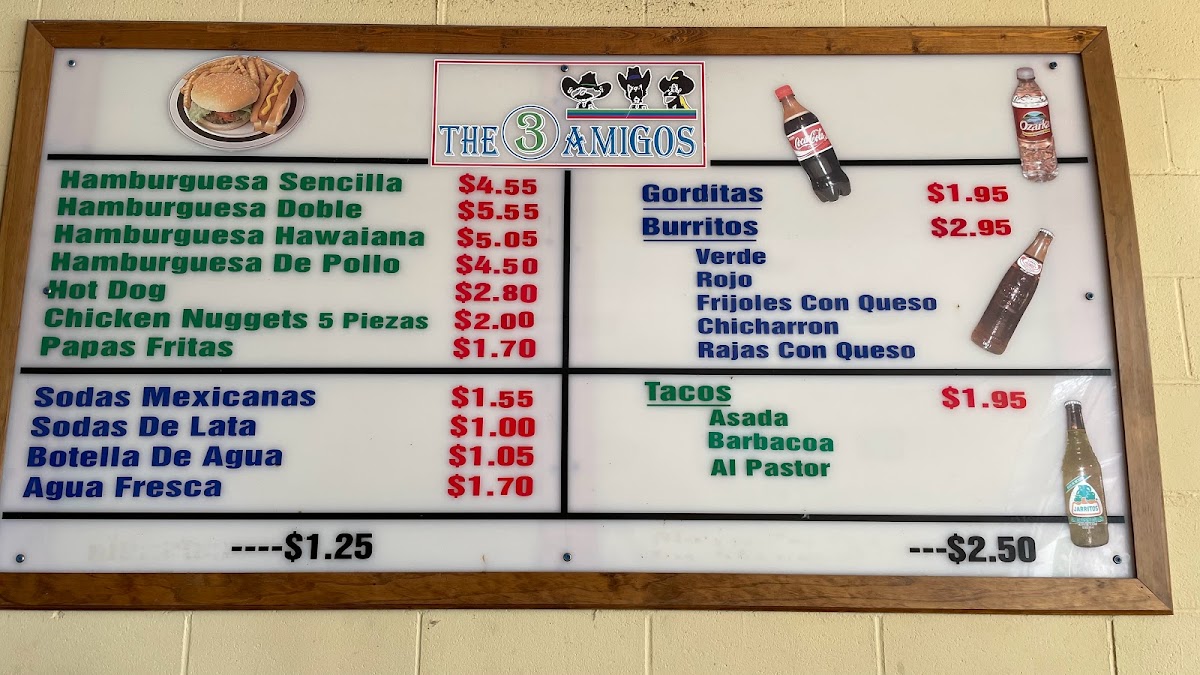 THE 3 AMIGOS
Coca-Cola
Ozarka
Hamburguesa Sencilla $4.55
Hamburguesa Doble $5.55
Hamburguesa Hawaiana $5.05
Hamburguesa De Pollo $4.50
Hot Dog $2.80
Chicken Nuggets 5 Piezas $2.00
Papas Fritas $1.70
Gorditas $1.95
Burritos $2.95
Verde
Rojo
Frijoles Con Queso
Chicharron
Rajas Con Queso
Sodas Mexicanas $1.55
Sodas De Lata $1.00
Botella De Agua $1.05
Agua Fresca $1.70
Tacos $1.95
Asada
Barbacoa
Al Pastor
JARRITOS
----$1.25
---$2.50